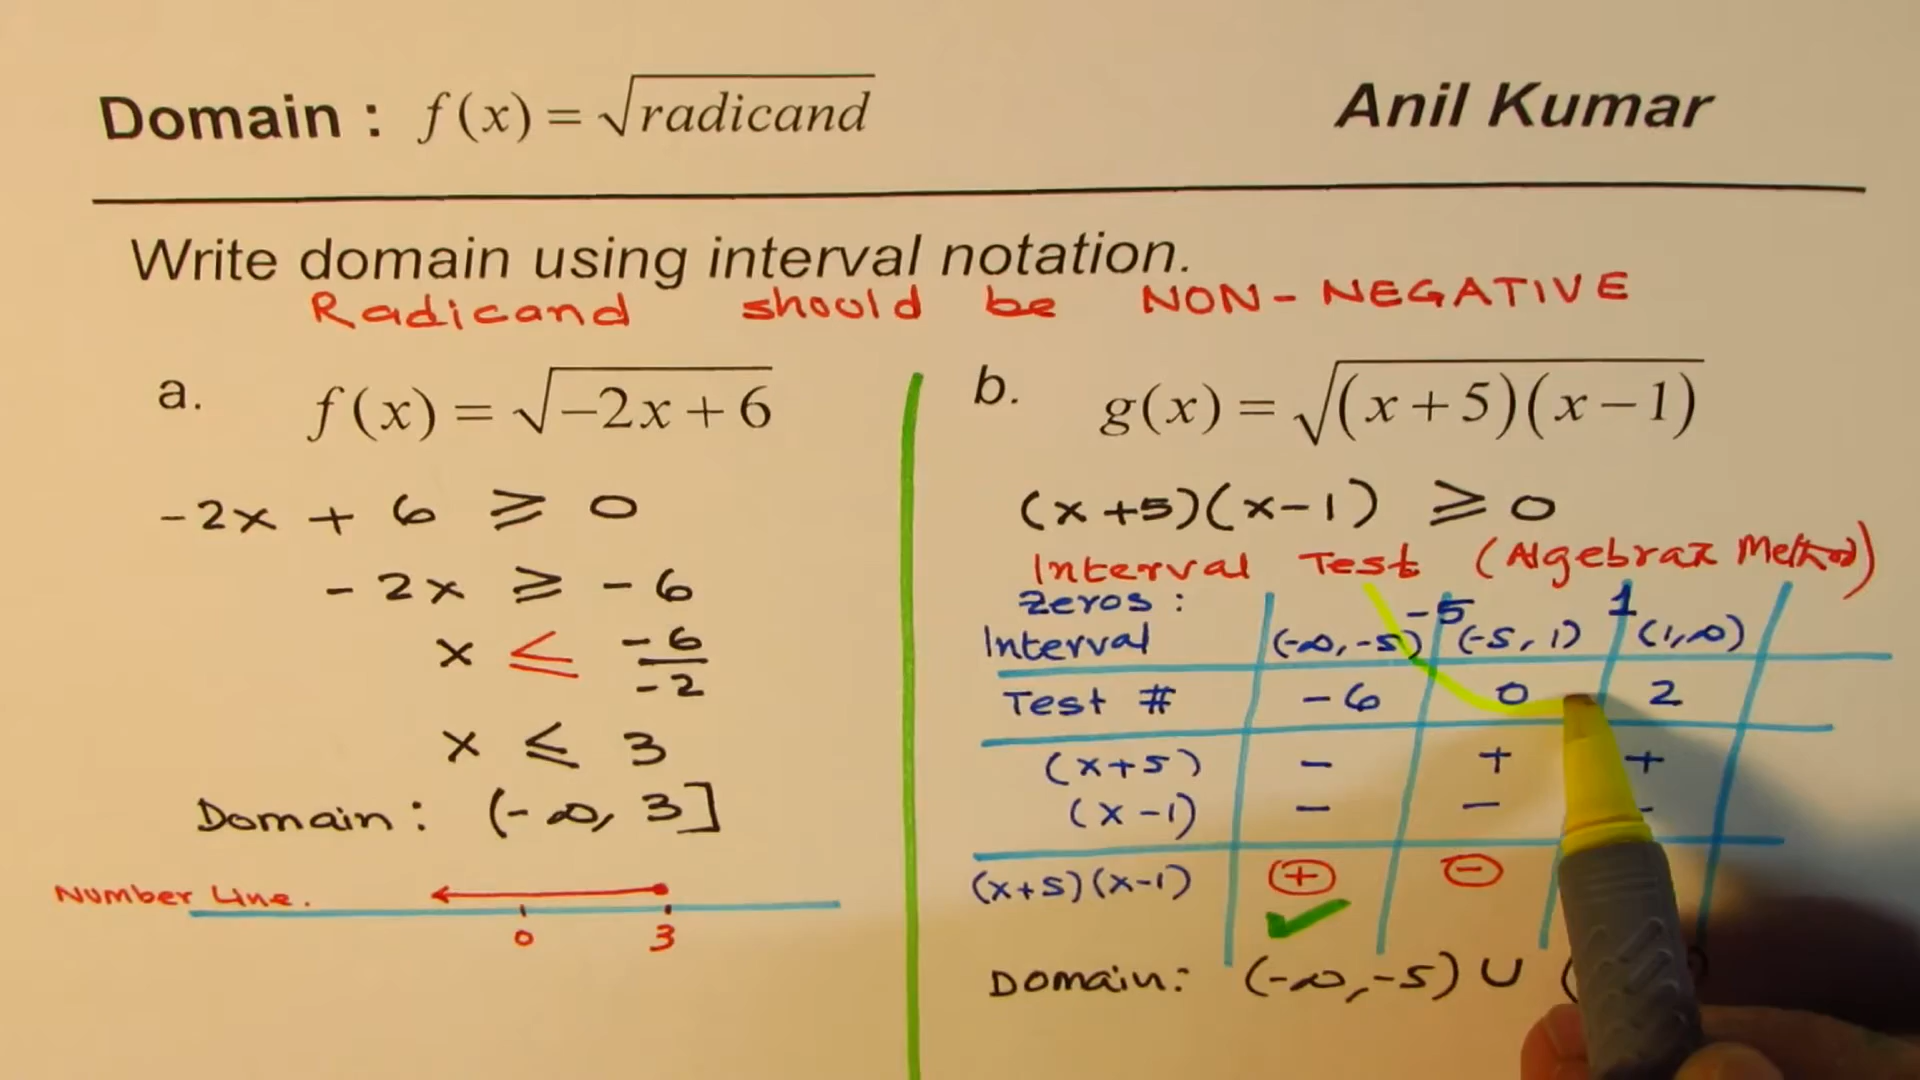 Domain : f(x) = √radicand
Anil Kumar
Write domain using interval notation.
Radicand should be NON-NEGATIVE
a. f(x) = √−2x + 6
-2x + 6 ≥ 0
-2x ≥ -6
x ≤ -6/-2
x ≤ 3
Domain: (-∞, 3]
Number Line.
0 3
b. g(x) = √(x + 5)(x − 1)
(x+5)(x-1) ≥ 0
Interval Test (Algebraic Method)
Zeros: -5 1
Interval (-∞, -5) (-5, 1) (1, ∞)
Test # -6 0 2
(x+5) - + +
(x-1) - -
(x+5)(x-1) + -
Domain: (-∞, -5) ∪ (